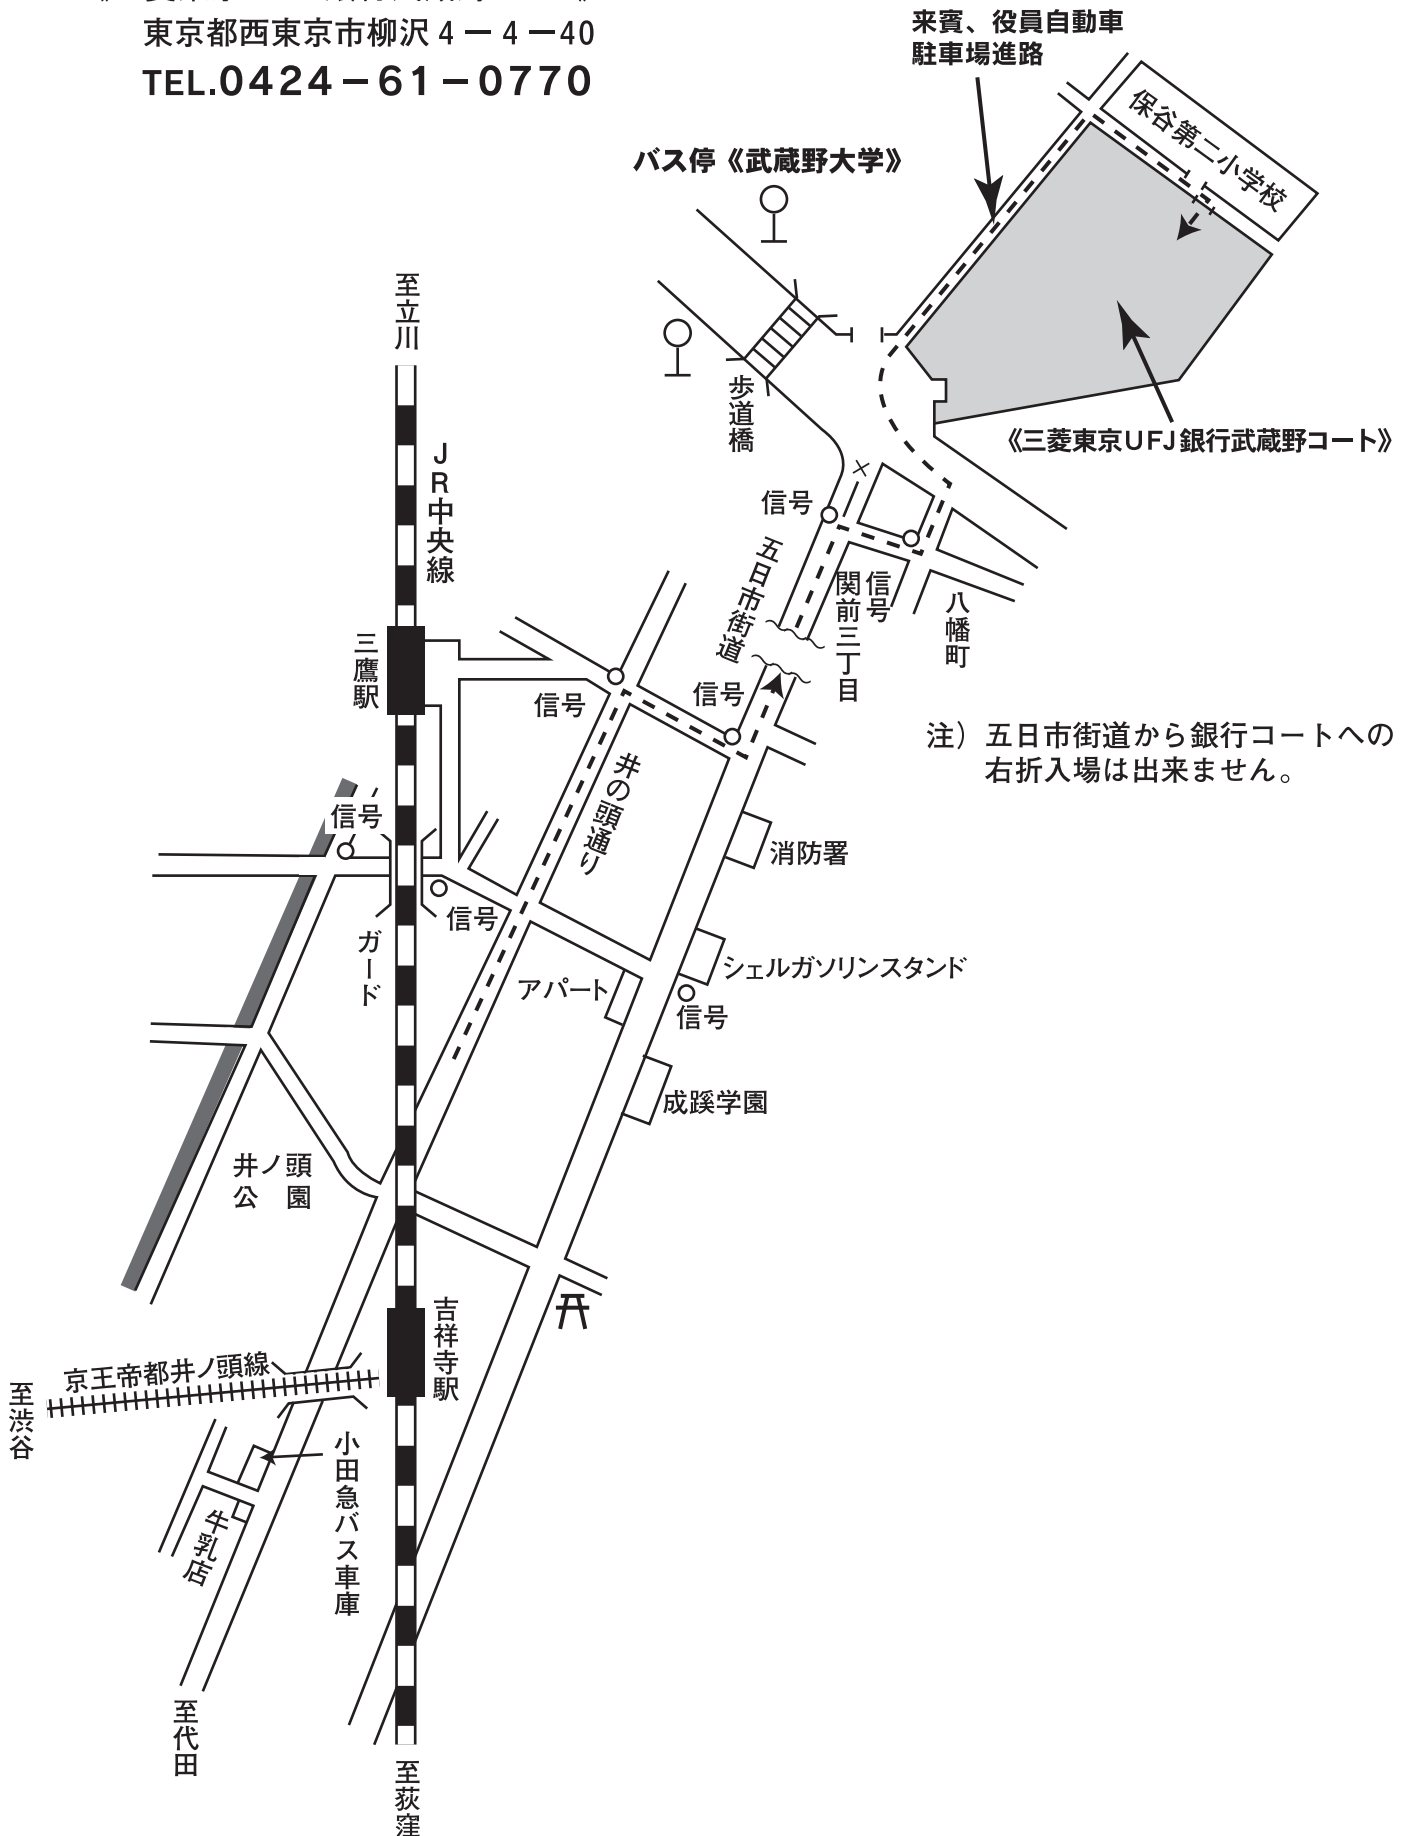 東京都西東京市柳沢4－4－40
TEL.0424－61－0770
来賓、役員自動車
駐車場進路
保谷第二小学校
バス停《武蔵野大学》
歩道橋
《三菱東京UFJ銀行武蔵野コート》
至立川
JR中央線
信号
五日市街道
関前三丁目
信号
八幡町
三鷹駅
信号
信号
注）五日市街道から銀行コートへの
右折入場は出来ません。
井の頭通り
信号
消防署
信号
ガード
シェルガソリンスタンド
アパート
信号
成蹊学園
井ノ頭
公　園
吉祥寺駅
京王帝都井ノ頭線
至渋谷
小田急バス車庫
牛乳店
至代田
至荻窪